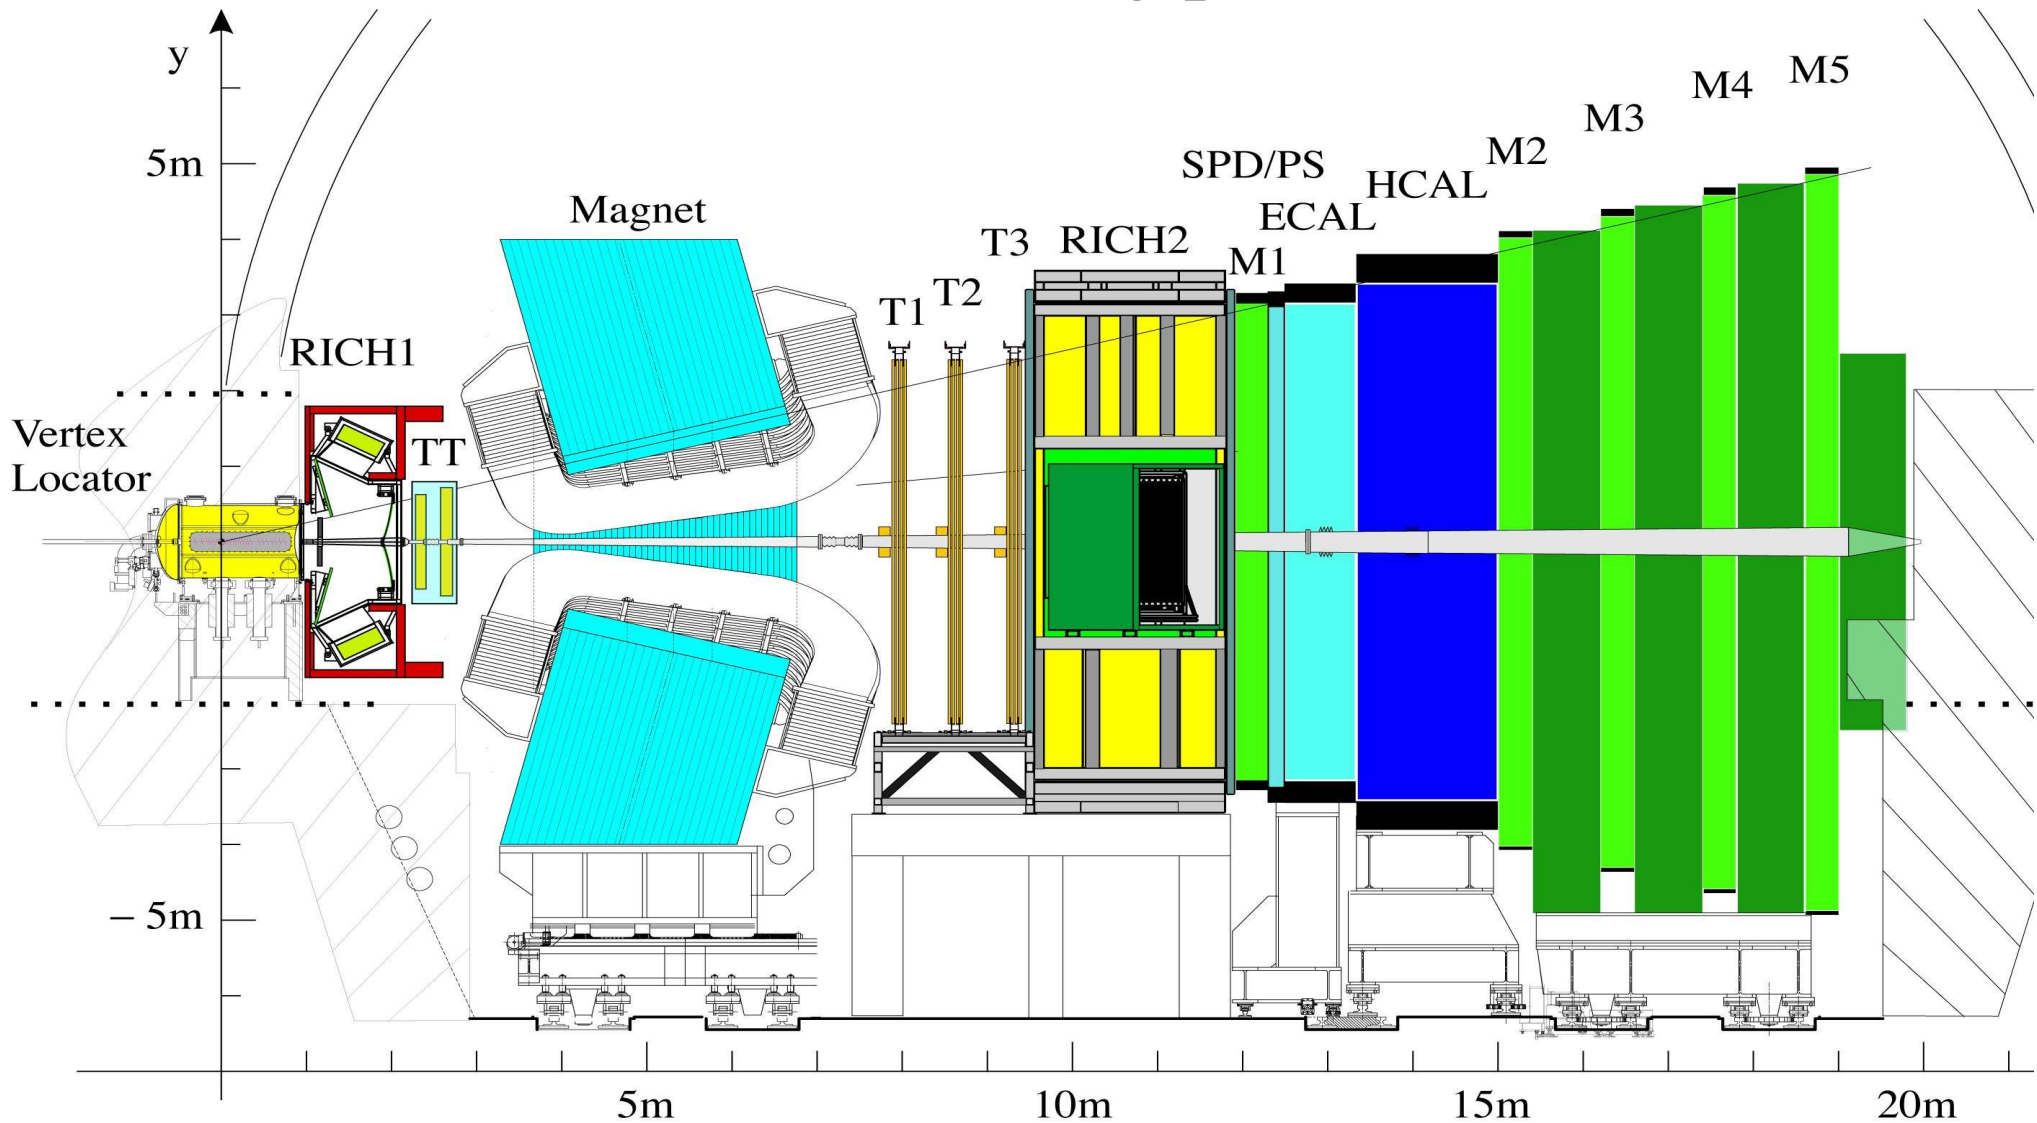 y
5m
Magnet
Vertex
Locator
RICH1
TT
T1
T2
T3
RICH2
M1
SPD/PS
ECAL
HCAL
M2
M3
M4
M5
– 5m
5m
10m
15m
20m